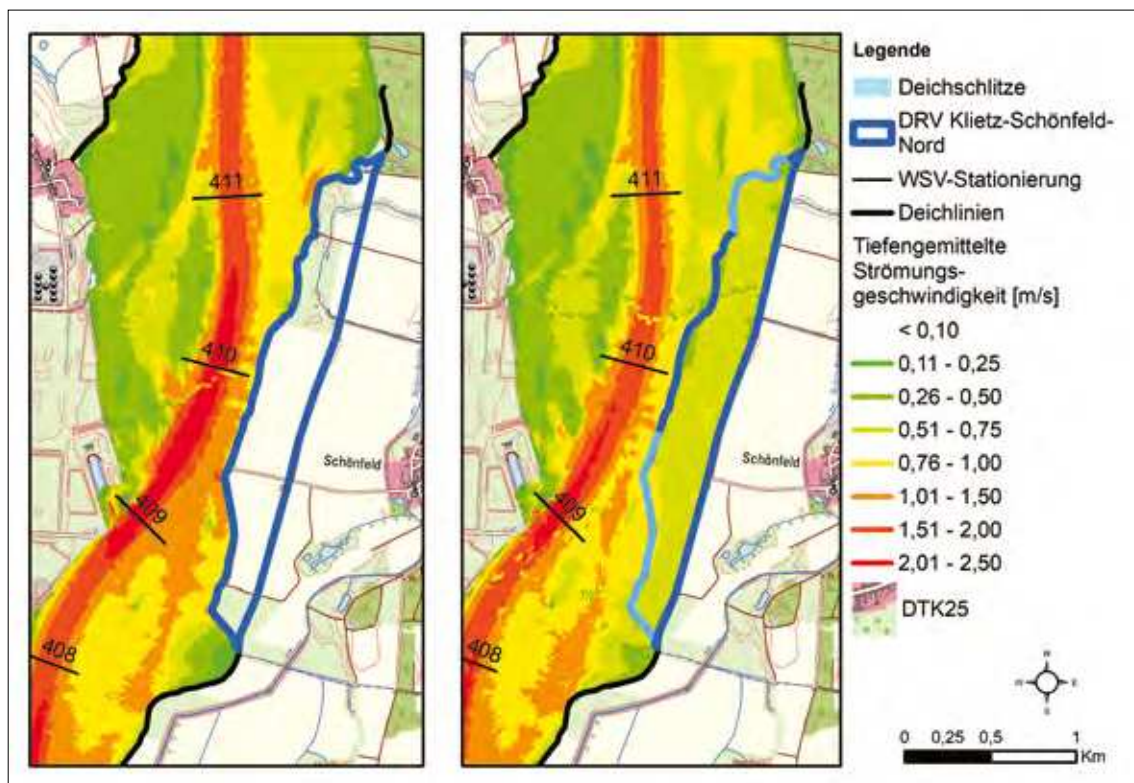 411
410
409
408
Schönfeld
411
410
409
408
Schönfeld
Legende
Deichschlitze
DRV Klietz-Schönfeld-
Nord
WSV-Stationierung
Deichlinien
Tiefengemittelte
Strömungs-
geschwindigkeit [m/s]
< 0,10
0,11 - 0,25
0,26 - 0,50
0,51 - 0,75
0,76 - 1,00
1,01 - 1,50
1,51 - 2,00
2,01 - 2,50
DTK25
0 0,25 0,5 1
Km